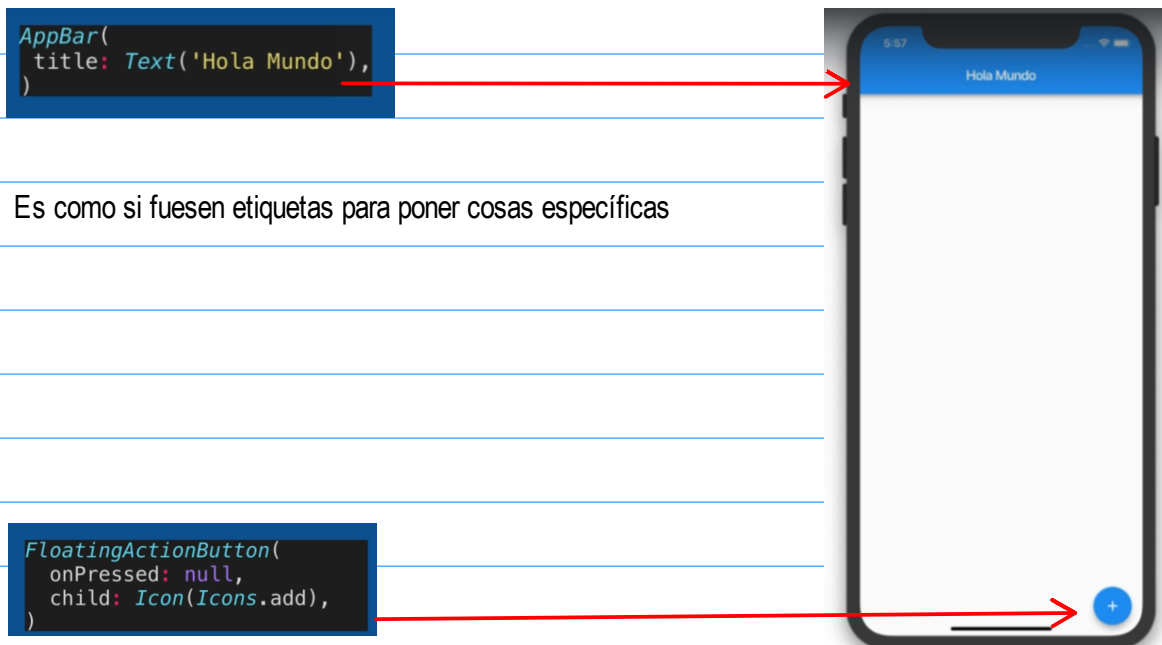 AppBar(
title: Text('Hola Mundo'),
)
5:57
Hola Mundo
Es como si fuesen etiquetas para poner cosas específicas
FloatingActionButton(
onPressed: null,
child: Icon(Icons.add),
)
+